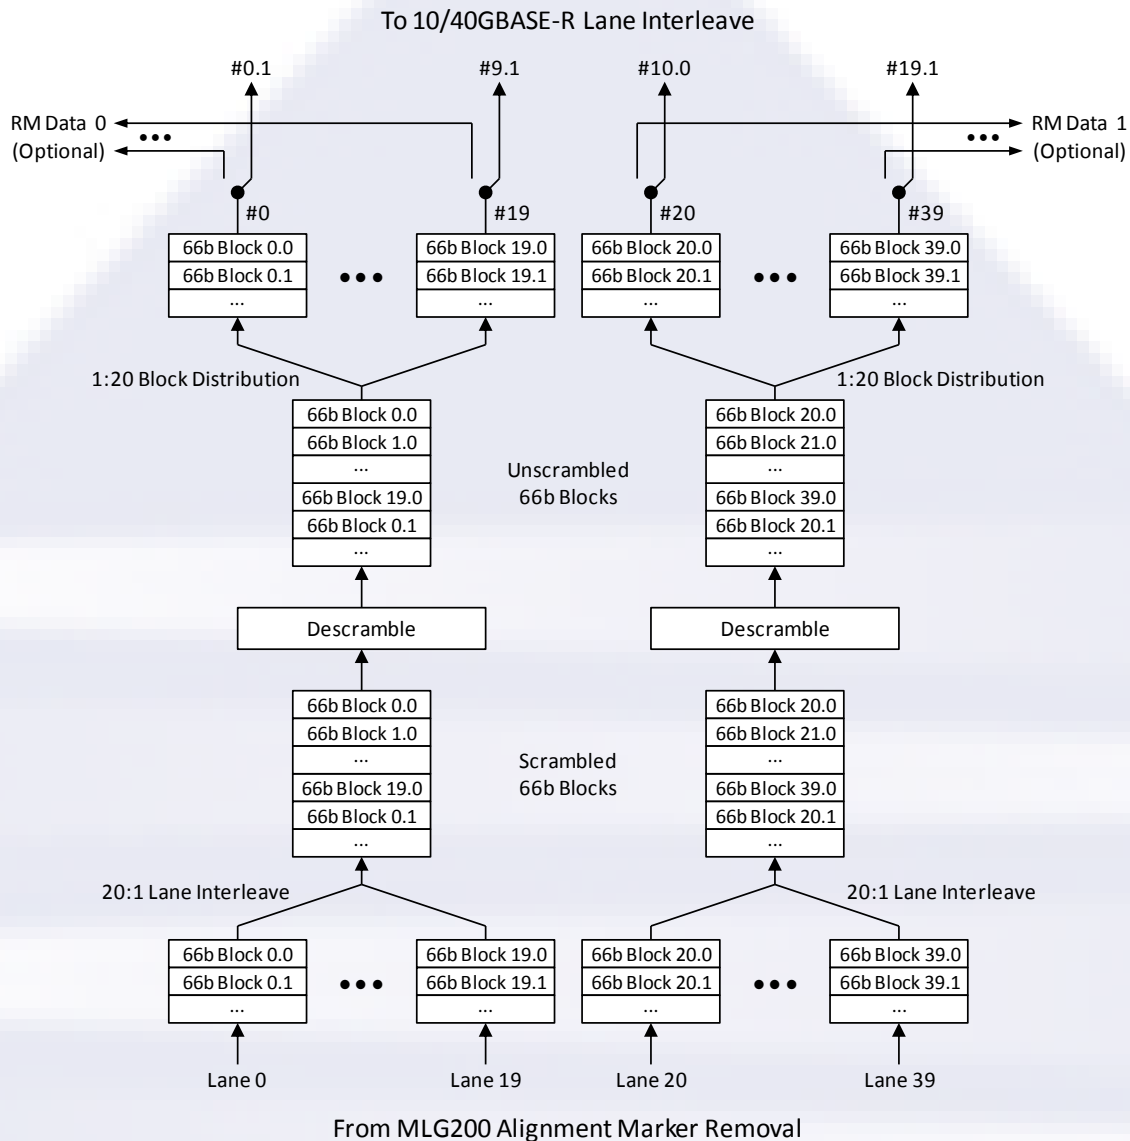 To 10/40GBASE-R Lane Interleave
#0.1 #9.1 #10.0 #19.1
RM Data 0 ••• ••• RM Data 1
(Optional) (Optional)
#0 #19 #20 #39
66b Block 0.0 66b Block 19.0 66b Block 20.0 66b Block 39.0
66b Block 0.1 ••• 66b Block 19.1 66b Block 20.1 ••• 66b Block 39.1
... ... ... ...
1:20 Block Distribution 1:20 Block Distribution
66b Block 0.0 66b Block 20.0
66b Block 1.0 66b Block 21.0
... Unscrambled ...
66b Block 19.0 66b Blocks 66b Block 39.0
66b Block 0.1 66b Block 20.1
... ...
Descramble Descramble
66b Block 0.0 66b Block 20.0
66b Block 1.0 66b Block 21.0
... Scrambled ...
66b Block 19.0 66b Blocks 66b Block 39.0
66b Block 0.1 66b Block 20.1
... ...
20:1 Lane Interleave 20:1 Lane Interleave
66b Block 0.0 66b Block 19.0 66b Block 20.0 66b Block 39.0
66b Block 0.1 ••• 66b Block 19.1 66b Block 20.1 ••• 66b Block 39.1
... ... ... ...
Lane 0 Lane 19 Lane 20 Lane 39
From MLG200 Alignment Marker Removal